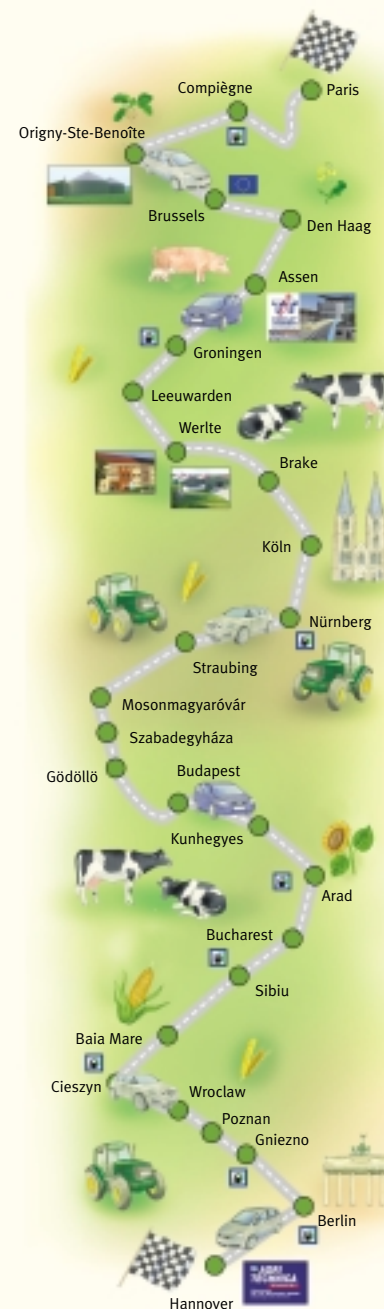 Compiègne
Paris
Origny-Ste-Benoîte
Brussels
Den Haag
Assen
Groningen
Leeuwarden
Werlte
Brake
Köln
Nürnberg
Straubing
Mosonmagyaróvár
Szabadegyháza
Gödöllö
Budapest
Kunhegyes
Arad
Bucharest
Sibiu
Baia Mare
Cieszyn
Wroclaw
Poznan
Gniezno
Berlin
Hannover